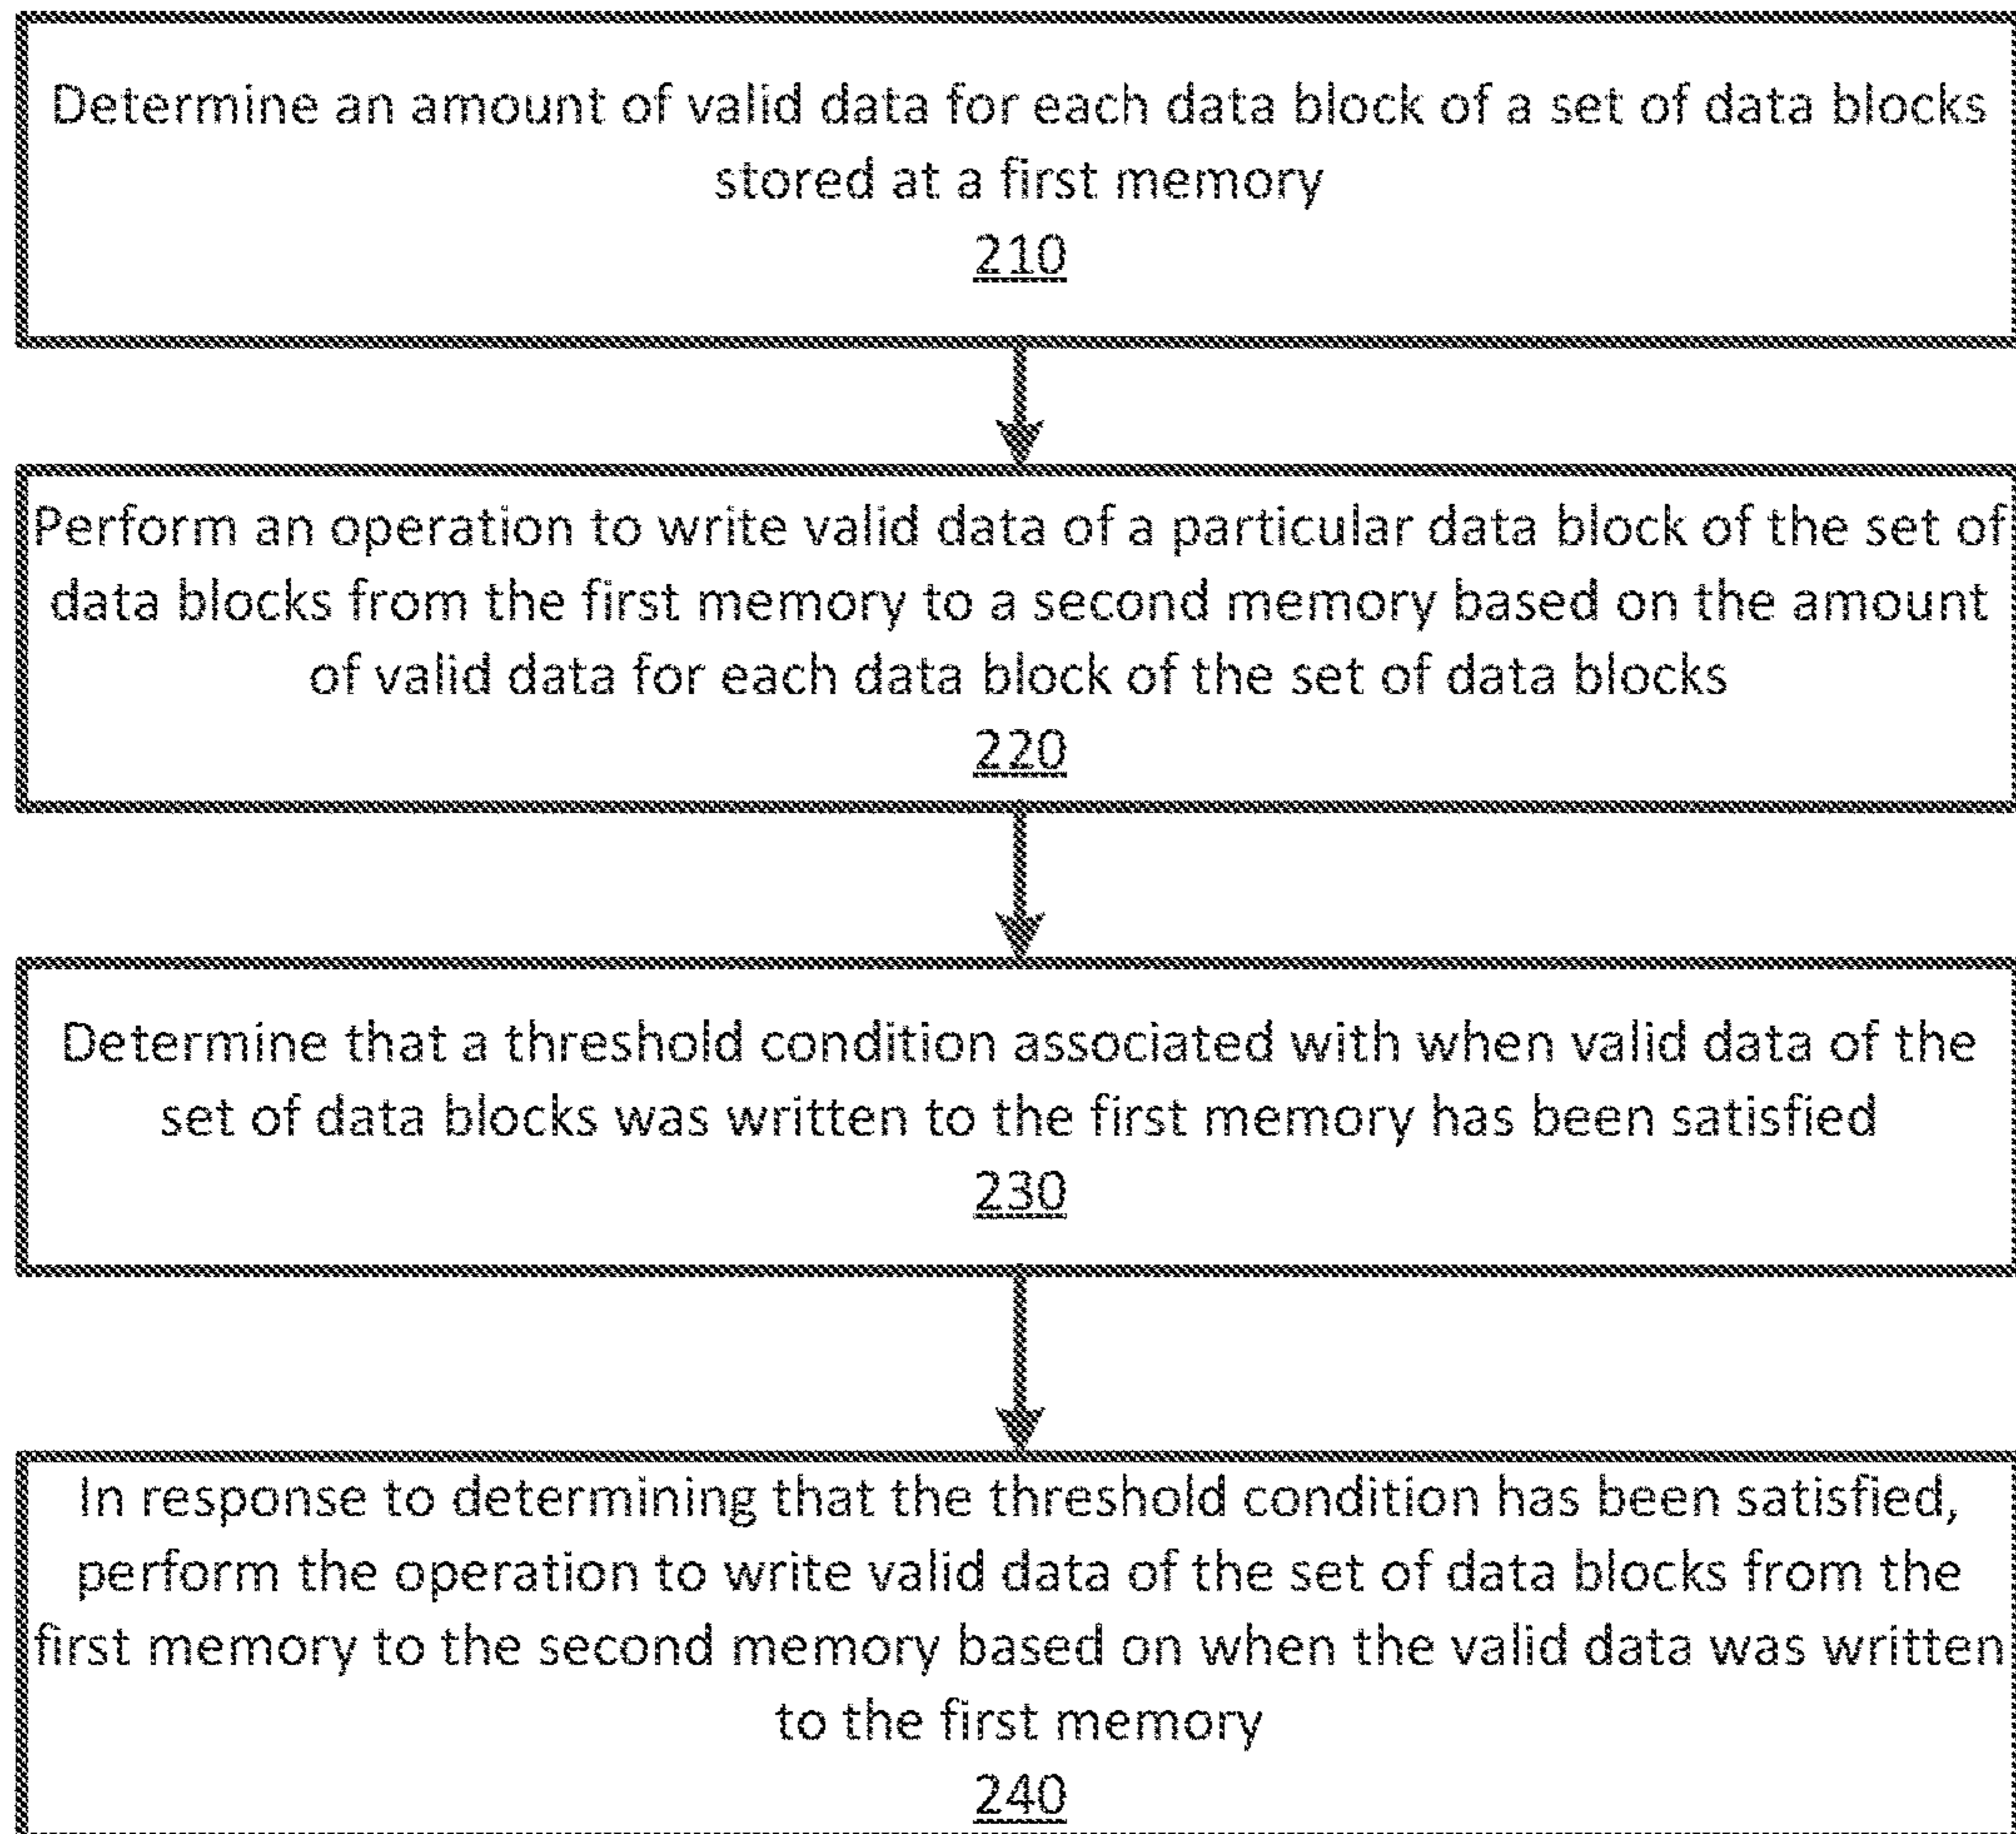 Determine an amount of valid data for each data block of a set of data blocks
stored at a first memory
210
Perform an operation to write valid data of a particular data block of the set of
data blocks from the first memory to a second memory based on the amount
of valid data for each data block of the set of data blocks
220
Determine that a threshold condition associated with when valid data of the
set of data blocks was written to the first memory has been satisfied
230
In response to determining that the threshold condition has been satisfied,
perform the operation to write valid data of the set of data blocks from the
first memory to the second memory based on when the valid data was written
to the first memory
240